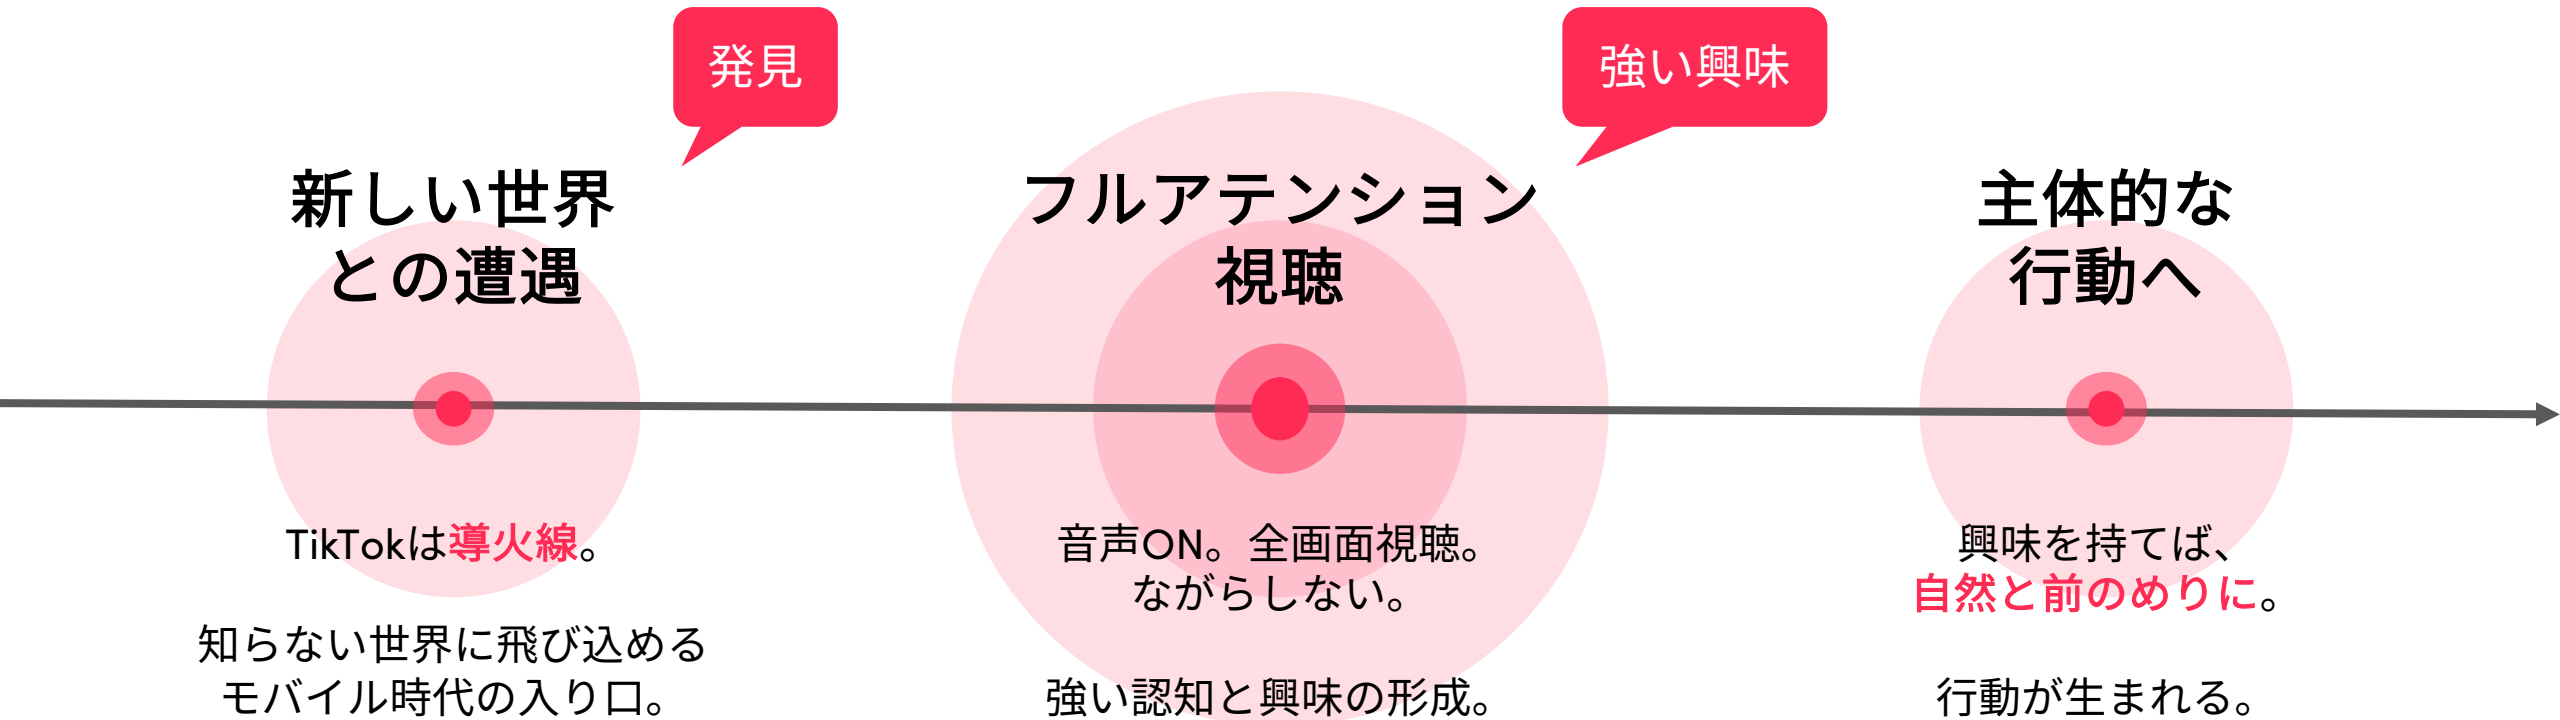 発見
強い興味
新しい世界
との遭遇
フルアテンション
視聴
主体的な
行動へ
TikTokは導火線。
知らない世界に飛び込める
モバイル時代の入り口。
音声ON。全画面視聴。
ながらしない。
強い認知と興味の形成。
興味を持てば、
自然と前のめりに。
行動が生まれる。